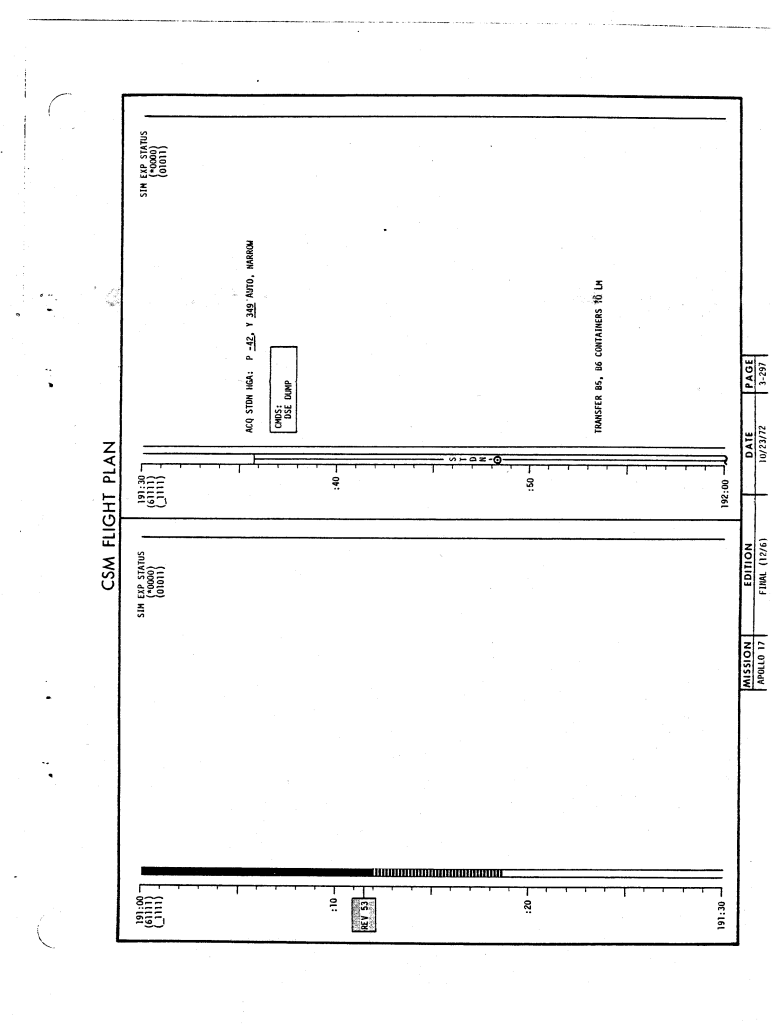 CSM FLIGHT PLAN
191:00
(61111)
(_1111)
SIM EXP STATUS
(*0000)
(01011)
:10
REV 53
:20
191:30
191:30
(61111)
(_1111)
SIM EXP STATUS
(*0000)
(01011)
ACQ STDN HGA: P -42, Y 349 AUTO, NARROW
CMDS:
DSE DUMP
:40
S
T
D
N
:50
TRANSFER B5, B6 CONTAINERS TO LM
192:00
MISSION EDITION DATE PAGE
APOLLO 17 FINAL (12/6) 10/23/72 3-297